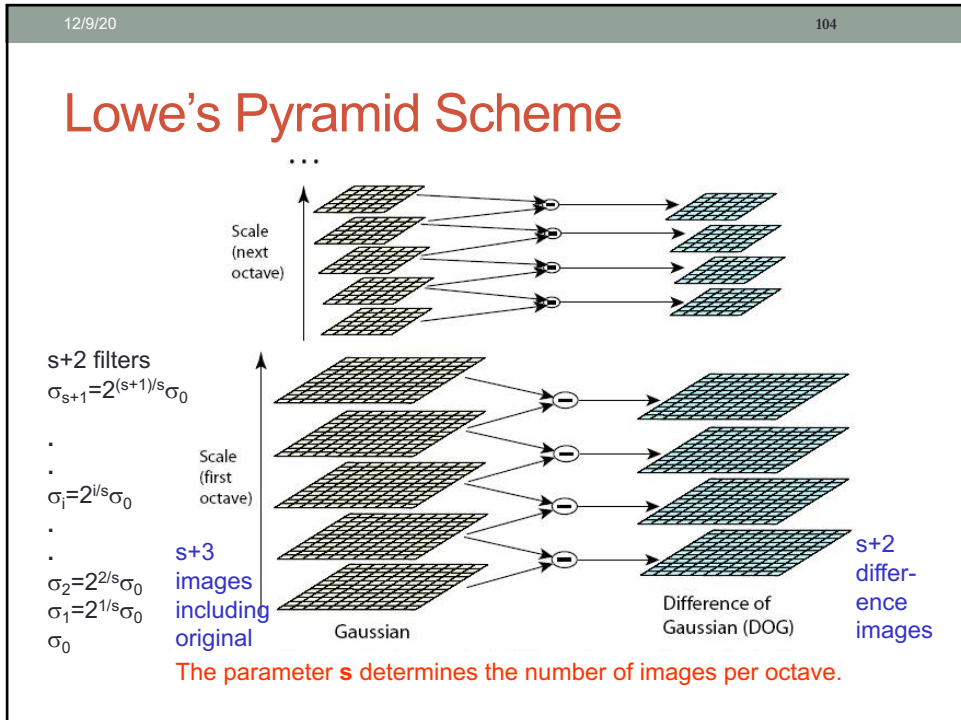 12/9/20
104
Lowe's Pyramid Scheme
...
Scale
(next
octave)
s+2 filters
σs+1=2(s+1)/sσ0
.
.
σi=2i/sσ0
.
.
σ2=22/sσ0
σ1=21/sσ0
σ0
Scale
(first
octave)
s+3
images
including
original
Gaussian
Difference of
Gaussian (DOG)
s+2
differ-
ence
images
The parameter s determines the number of images per octave.